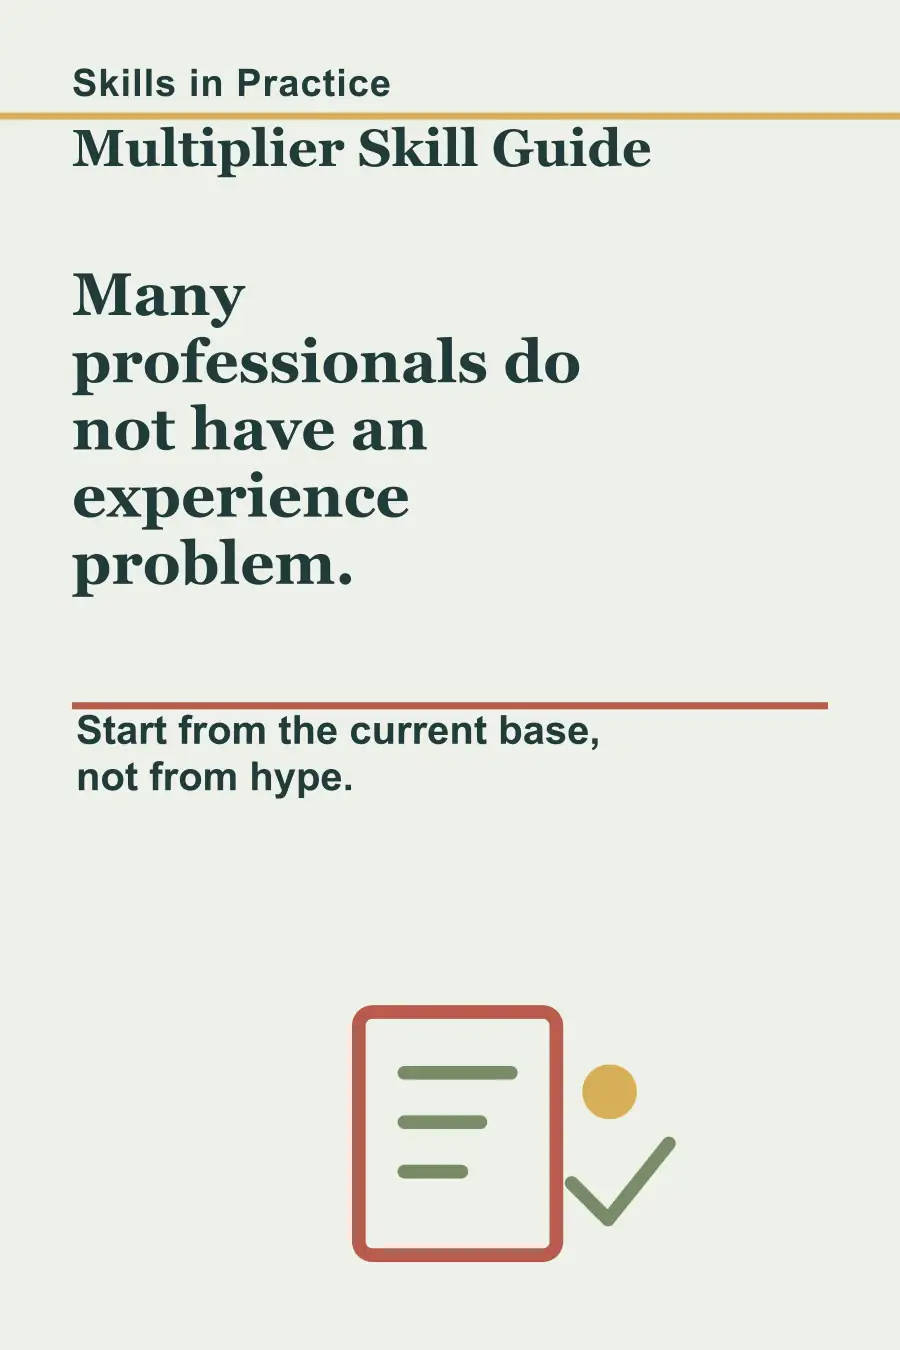 Skills in Practice
Multiplier Skill Guide
Many
professionals do
not have an
experience
problem.
Start from the current base,
not from hype.